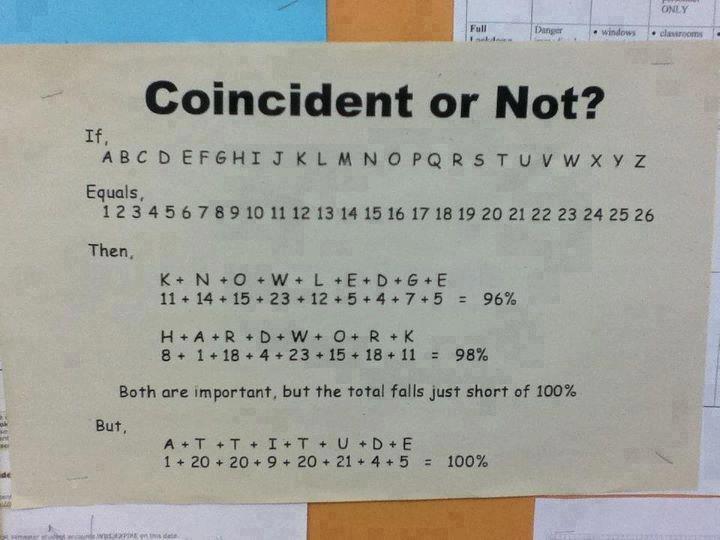 ONLY
Full
Danger
• windows
• classrooms
Coincident or Not?
If,
A B C D E F G H I J K L M N O P Q R S T U V W X Y Z
Equals,
1 2 3 4 5 6 7 8 9 10 11 12 13 14 15 16 17 18 19 20 21 22 23 24 25 26
Then,
K + N + O + W + L + E + D + G + E
11 + 14 + 15 + 23 + 12 + 5 + 4 + 7 + 5 = 96%
H + A + R + D + W + O + R + K
8 + 1 + 18 + 4 + 23 + 15 + 18 + 11 = 98%
Both are important, but the total falls just short of 100%
But,
A + T + T + I + T + U + D + E
1 + 20 + 20 + 9 + 20 + 21 + 4 + 5 = 100%
on this date.